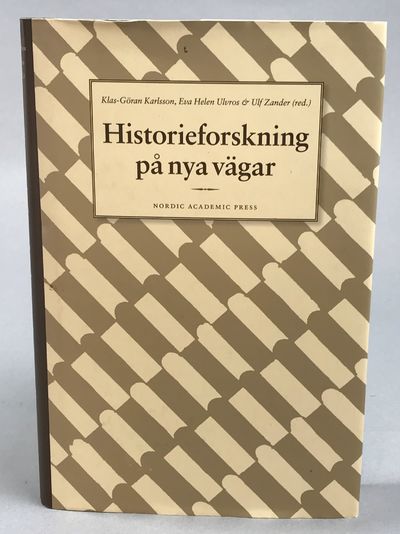 Klas-Göran Karlsson, Eva Helen Ulvros & Ulf Zander (red.)
Historieforskning
på nya vägar
NORDIC ACADEMIC PRESS